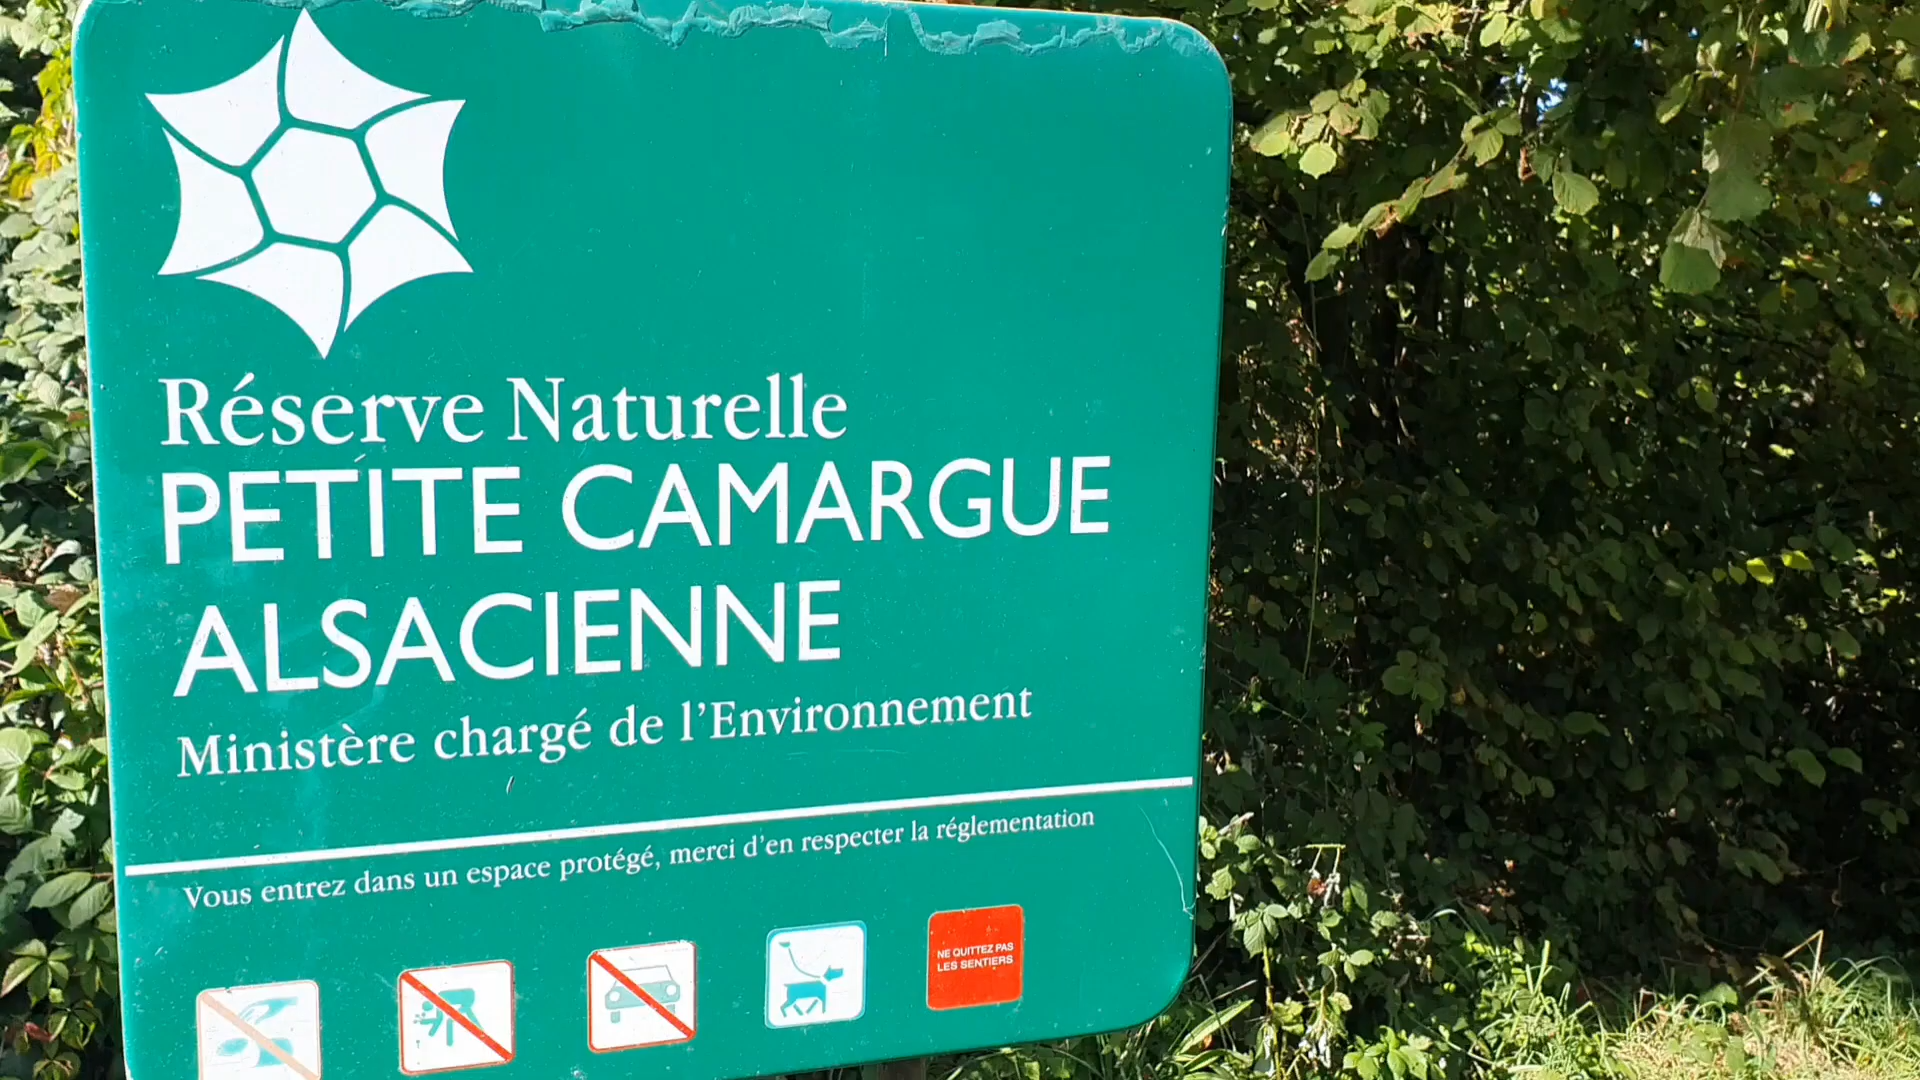 Réserve Naturelle
PETITE CAMARGUE
ALSACIENNE
Ministère chargé de l'Environnement
Vous entrez dans un espace protégé, merci d'en respecter la réglementation
NE QUITTEZ PAS
LES SENTIERS